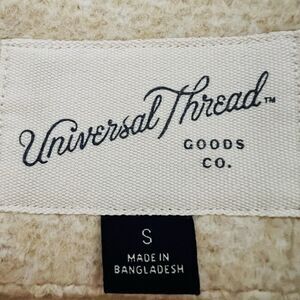 Universal Thread™
GOODS
CO.
S
MADE IN
BANGLADESH